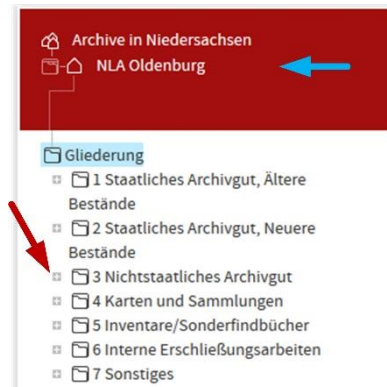 Archive in Niedersachsen
NLA Oldenburg
Gliederung
1 Staatliches Archivgut, Ältere
Bestände
2 Staatliches Archivgut, Neuere
Bestände
3 Nichtstaatliches Archivgut
4 Karten und Sammlungen
5 Inventare/Sonderfindbücher
6 Interne Erschließungsarbeiten
7 Sonstiges